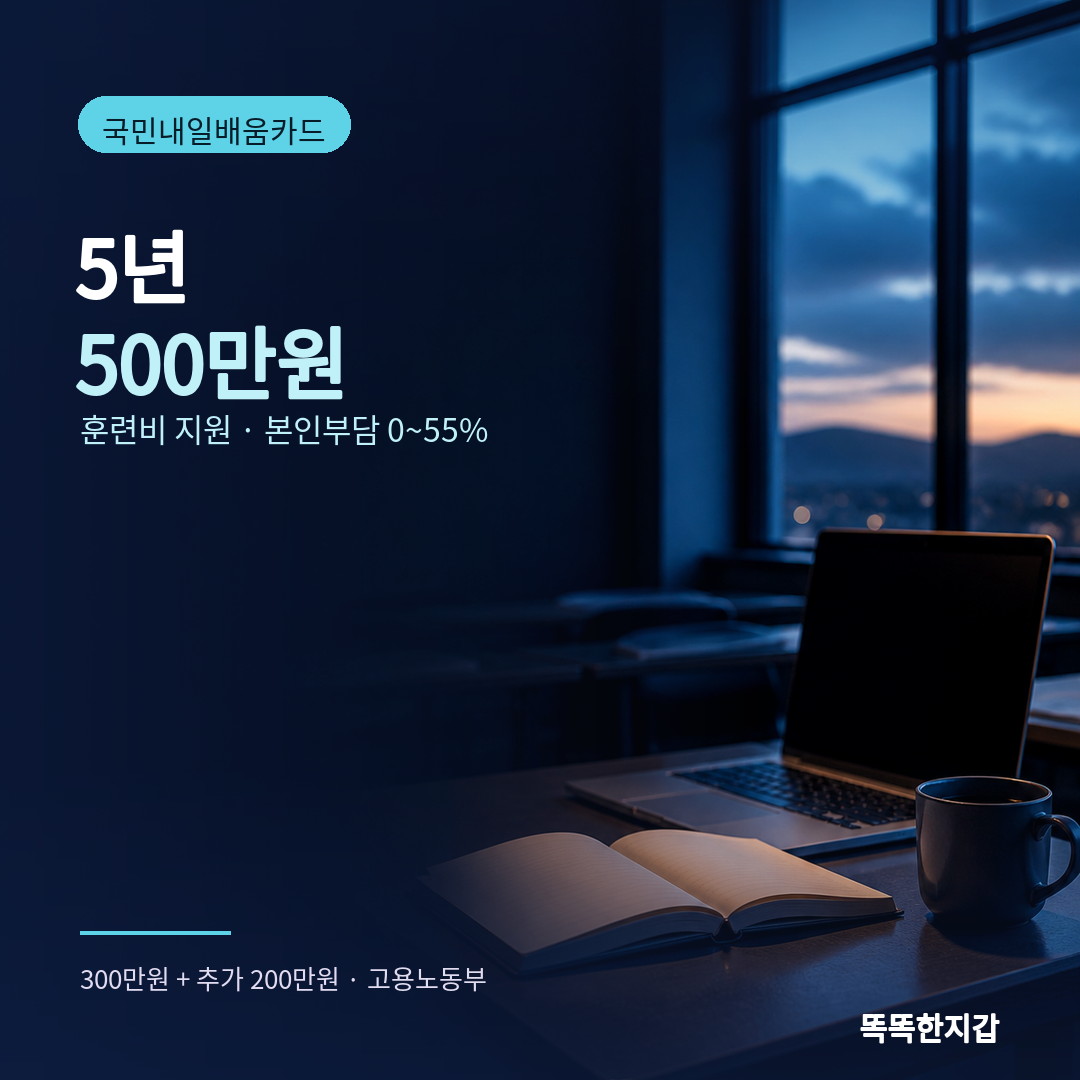 국민내일배움카드
5년
500만원
훈련비 지원 · 본인부담 0~55%
300만원 + 추가 200만원 · 고용노동부
똑똑한지갑